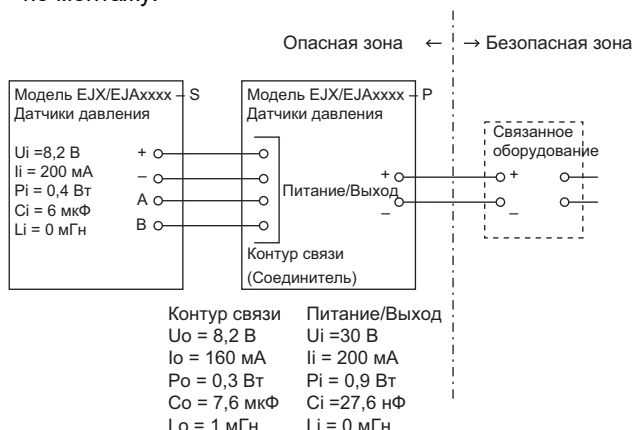 по монтажу.
Опасная зона ← → Безопасная зона
Модель EJX/EJAxxxx – S
Датчики давления
Ui =8,2 В
Ii = 200 мА
Pi = 0,4 Вт
Ci = 6 мкФ
Li = 0 мГн
+
–
A
B
Модель EJX/EJAxxxx – P
Датчики давления
Питание/Выход
+
–
Контур связи
(Соединитель)
Связанное
оборудование
+
–
Контур связи
Uo = 8,2 В
Io = 160 мА
Po = 0,3 Вт
Co = 7,6 мкФ
Lo = 1 мГн
Питание/Выход
Ui =30 В
Ii = 200 мА
Pi = 0,9 Вт
Ci =27,6 нФ
Li = 0 мГн